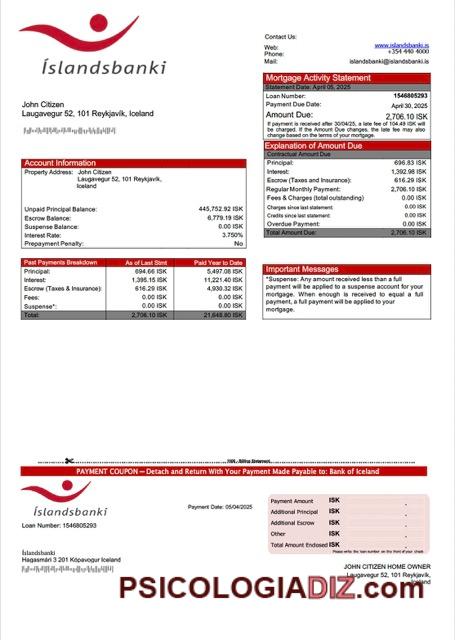 Íslandsbanki
Contact Us:
Web: www.islandsbanki.is
Phone: +354 440 4000
Mail: islandsbanki@islandsbanki.is
John Citizen
Laugavegur 52, 101 Reykjavík, Iceland
Mortgage Activity Statement
Statement Date: April 05, 2025
Loan Number: 1546805293
Payment Due Date: April 30, 2025
Amount Due: 2,706.10 ISK
If payment is received after 30/04/25, a late fee of 104.49 ISK will
be charged. If the Amount Due changes, the late fee may also
change based on the terms of your mortgage.
Explanation of Amount Due
Contractual Amount Due
Principal: 696.83 ISK
Interest: 1,392.98 ISK
Escrow (Taxes and Insurance): 616.29 ISK
Regular Monthly Payment: 2,706.10 ISK
Fees & Charges (total outstanding) 0.00 ISK
Charges since last statement: 0.00 ISK
Credits since last statement: 0.00 ISK
Overdue Payment: 0.00 ISK
Total Amount Due: 2,706.10 ISK
Account Information
Property Address: John Citizen
Laugavegur 52, 101 Reykjavík,
Iceland
Unpaid Principal Balance: 445,752.92 ISK
Escrow Balance: 6,779.19 ISK
Suspense Balance: 0.00 ISK
Interest Rate: 3.750%
Prepayment Penalty: No
Past Payments Breakdown As of Last Stmt Paid Year to Date
Principal: 694.66 ISK 5,497.08 ISK
Interest: 1,395.15 ISK 11,221.40 ISK
Escrow (Taxes & Insurance): 616.29 ISK 4,930.32 ISK
Fees: 0.00 ISK 0.00 ISK
Suspense*: 0.00 ISK 0.00 ISK
Total: 2,706.10 ISK 21,648.80 ISK
Important Messages
*Suspense: Any amount received less than a full
payment will be applied to a suspense account for your
mortgage. When enough is received to equal a full
payment, a full payment will be applied to your
mortgage.
PAYMENT COUPON – Detach and Return With Your Payment Made Payable to: Bank of Iceland
Íslandsbanki
Loan Number: 1546805293
Payment Date: 05/04/2025
Payment Amount ISK .
Additional Principal ISK .
Additional Escrow ISK .
Other ISK .
Total Amount Enclosed ISK .
Please write the loan number on the front of your check.
Íslandsbanki
Hagasmári 3 201 Kópavogur Iceland
JOHN CITIZEN HOME OWNER
Laugavegur 52, 101 Reykjavík,
PSICOLOGIADIZ.com